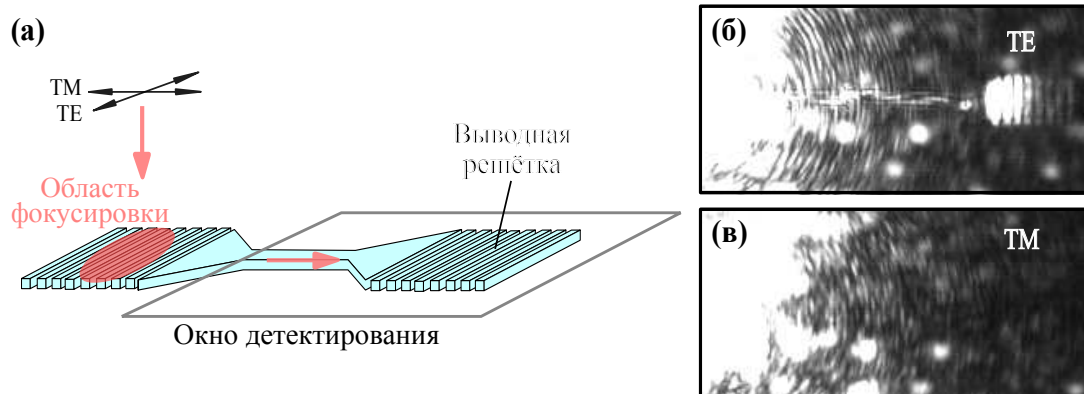 (а)
TM
TE
Область
фокусировки
Выводная
решётка
Окно детектирования
(б)
TE
(в)
TM